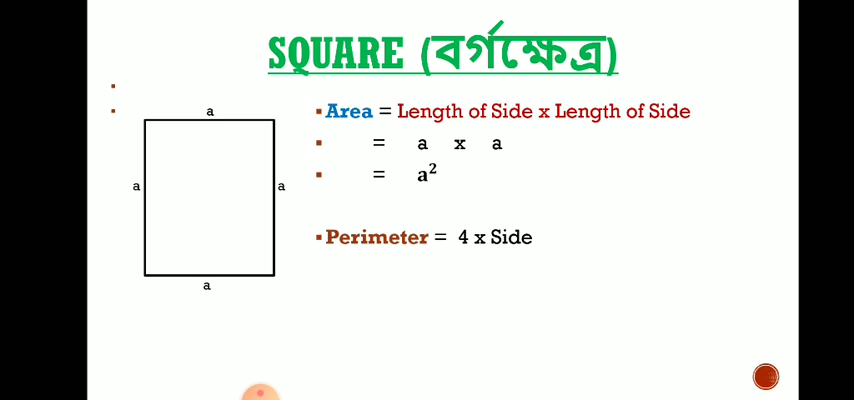 SQUARE (বর্গক্ষেত্র)
a
a
a
a
Area = Length of Side x Length of Side
= a x a
= a²
Perimeter = 4 x Side